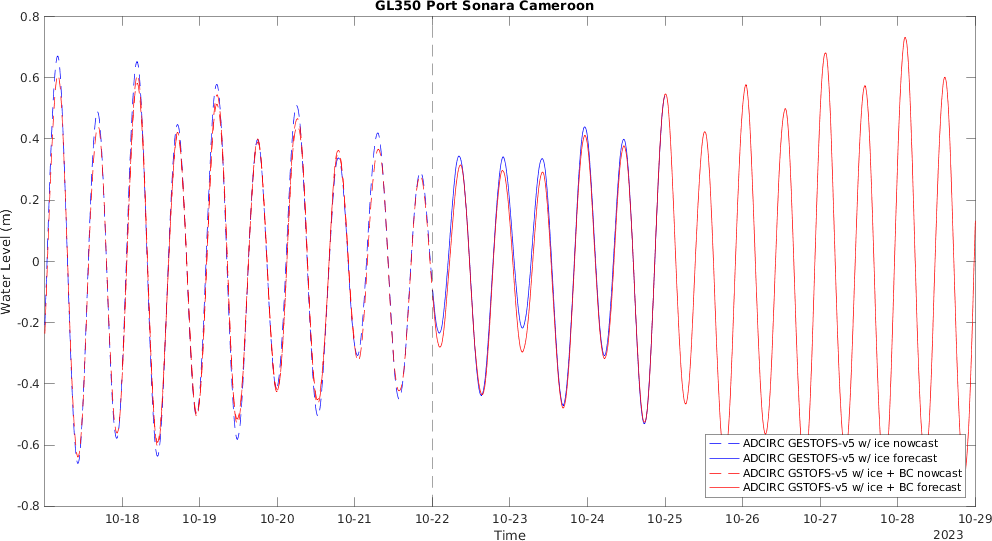 GL350 Port Sonara Cameroon
0.8
0.6
0.4
0.2
0
-0.2
-0.4
-0.6
-0.8
Water Level (m)
ADCIRC GESTOFS-v5 w/ ice nowcast
ADCIRC GESTOFS-v5 w/ ice forecast
ADCIRC GSTOFS-v5 w/ ice + BC nowcast
ADCIRC GSTOFS-v5 w/ ice + BC forecast
10-18 10-19 10-20 10-21 10-22 10-23 10-24 10-25 10-26 10-27 10-28 10-29
Time
2023